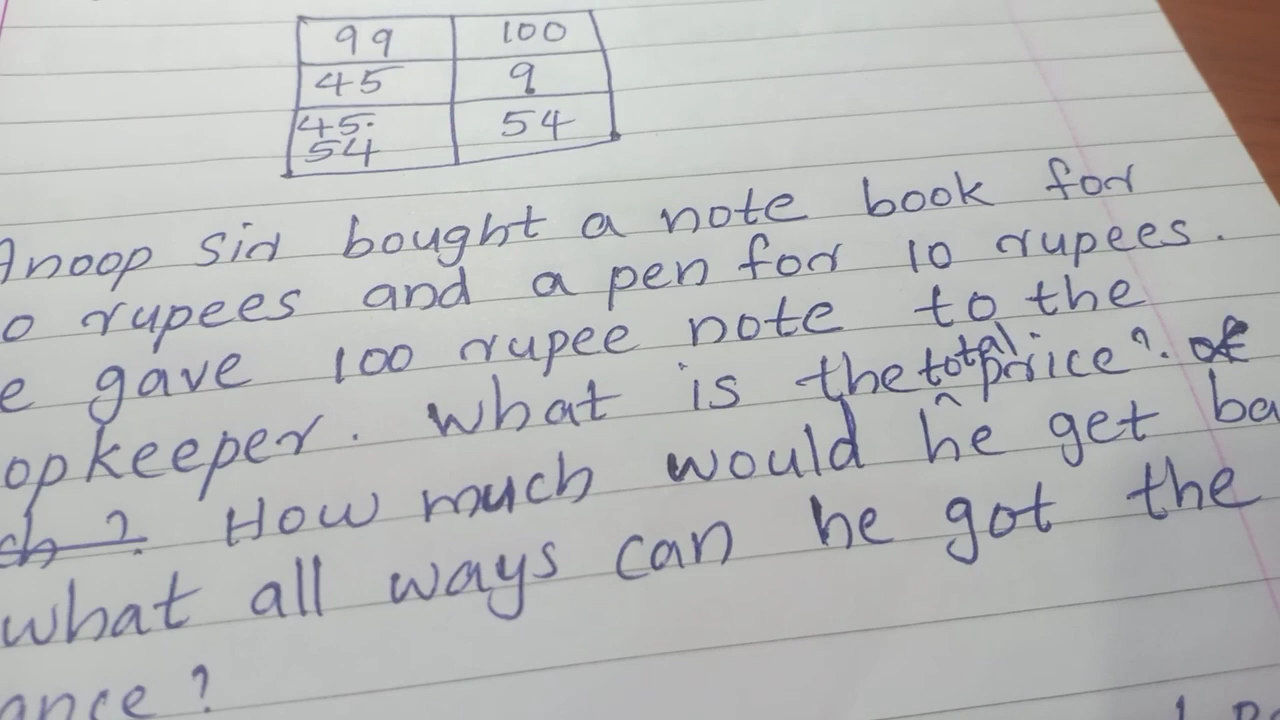 99 100
45 9
45. 54
54
Anoop Sir bought a note book for
0 rupees and a pen for 10 rupees.
e gave 100 rupee note to the
opkeeper. What is the total price?.
How much would he get ba
what all ways can he got the
ance?